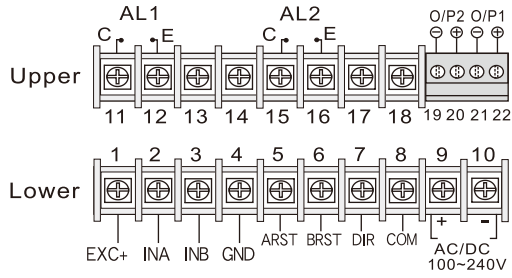 AL1 AL2 O/P2 O/P1
C E C E ⊖ ⊕ ⊖ ⊕
Upper
11 12 13 14 15 16 17 18 19 20 21 22
1 2 3 4 5 6 7 8 9 10
Lower
+ -
EXC+ INA INB GND ARST BRST DIR COM AC/DC
100~240V